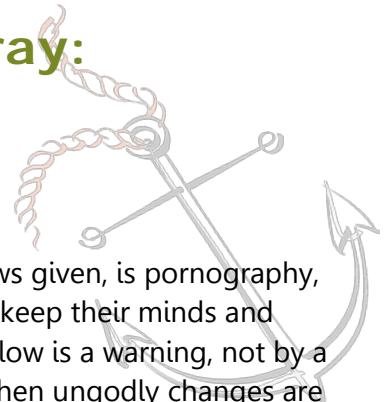 ray:
ws given, is pornography,
keep their minds and
low is a warning, not by a
hen ungodly changes are